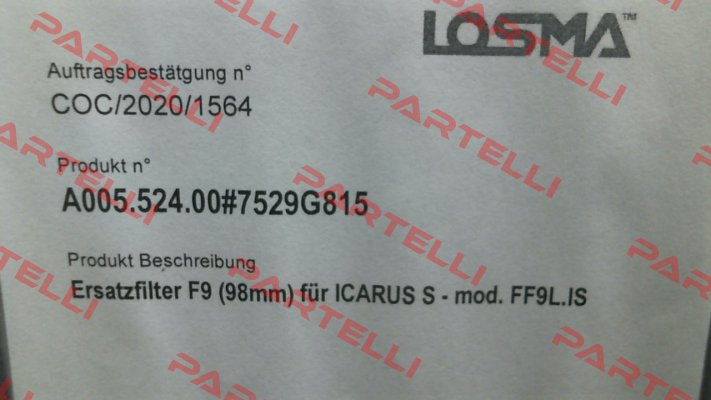 LOSMA™
Auftragsbestätgung n°
COC/2020/1564
Produkt n°
A005.524.00#7529G815
Produkt Beschreibung
Ersatzfilter F9 (98mm) für ICARUS S - mod. FF9L.IS
PARTELLI
PARTELLI
PARTELLI
PARTELLI
PARTELLI
PARTELLI
PARTELLI
PARTELLI